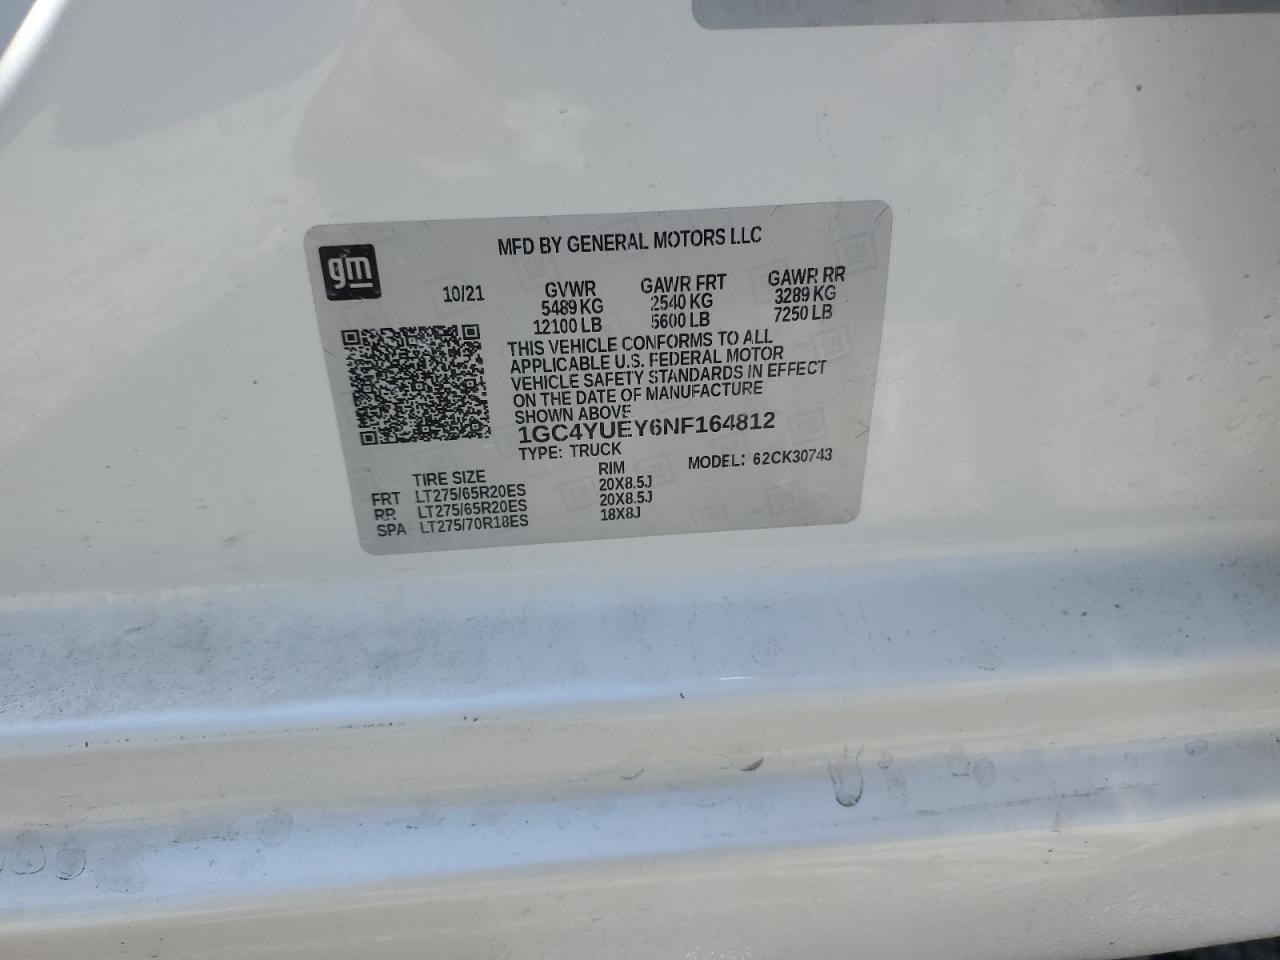 gm
MFD BY GENERAL MOTORS LLC
10/21
GVWR GAWR FRT GAWR RR
5489 KG 2540 KG 3289 KG
12100 LB 5600 LB 7250 LB
THIS VEHICLE CONFORMS TO ALL
APPLICABLE U.S. FEDERAL MOTOR
VEHICLE SAFETY STANDARDS IN EFFECT
ON THE DATE OF MANUFACTURE
SHOWN ABOVE
1GC4YUEY6NF164812
TYPE: TRUCK
MODEL: 62CK30743
TIRE SIZE RIM
FRT LT275/65R20ES 20X8.5J
RR LT275/65R20ES 20X8.5J
SPA LT275/70R18ES 18X8J